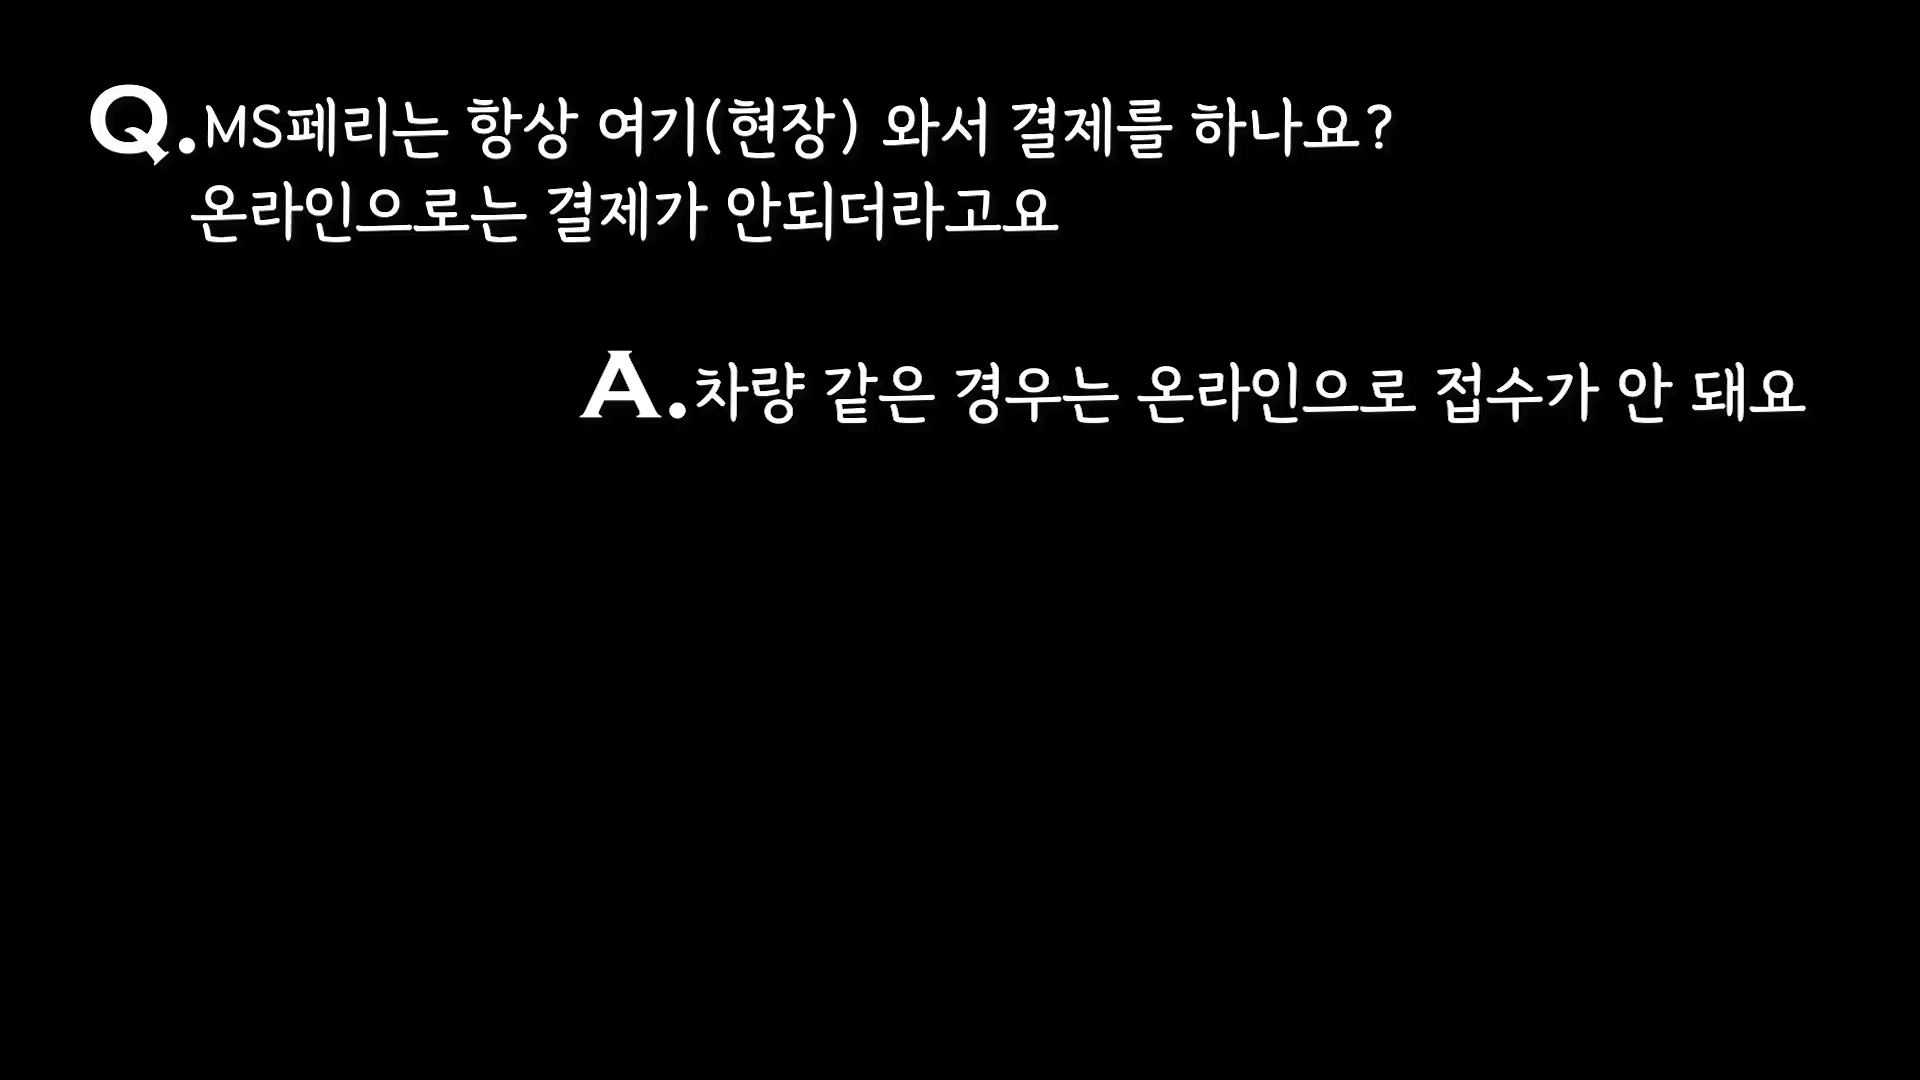 Q.MS페리는 항상 여기(현장) 와서 결제를 하나요?
온라인으로는 결제가 안되더라고요
A.차량 같은 경우는 온라인으로 접수가 안 돼요